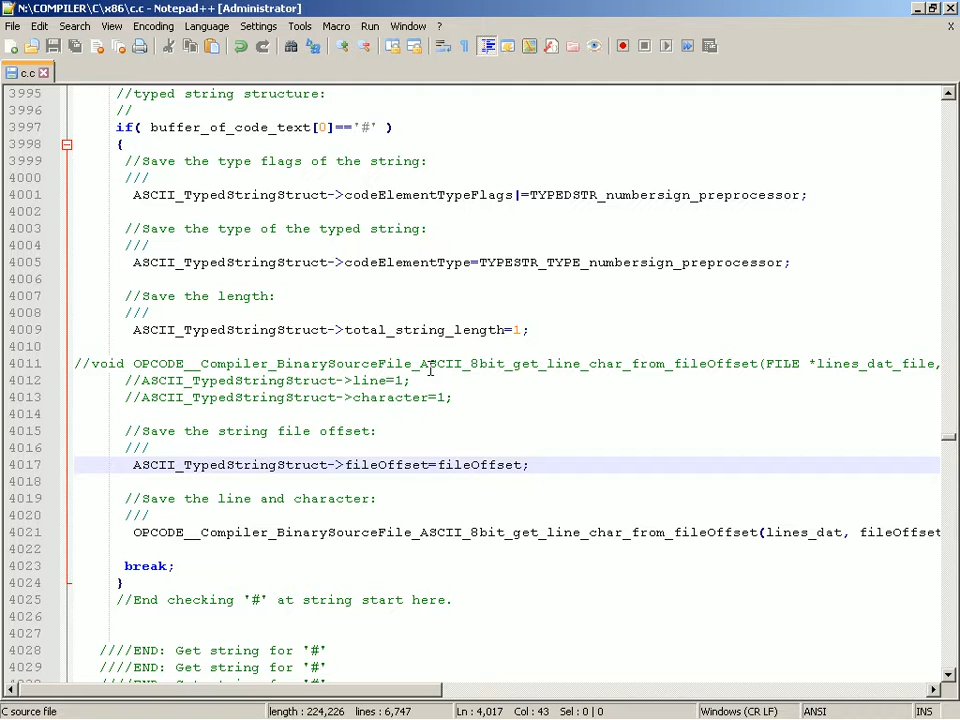 N:\COMPILER\C\x86\c.c - Notepad++ [Administrator]
File Edit Search View Encoding Language Settings Tools Macro Run Window ? X
c.c
3995 //typed string structure:
3996 //
3997 if( buffer_of_code_text[0]=='#' )
3998 {
3999 //Save the type flags of the string:
4000 ///
4001 ASCII_TypedStringStruct->codeElementTypeFlags|=TYPEDSTR_numbersign_preprocessor;
4002
4003 //Save the type of the typed string:
4004 ///
4005 ASCII_TypedStringStruct->codeElementType=TYPESTR_TYPE_numbersign_preprocessor;
4006
4007 //Save the length:
4008 ///
4009 ASCII_TypedStringStruct->total_string_length=1;
4010
4011 //void OPCODE__Compiler_BinarySourceFile_ASCII_8bit_get_line_char_from_fileOffset(FILE *lines_dat_file,
4012 //ASCII_TypedStringStruct->line=1;
4013 //ASCII_TypedStringStruct->character=1;
4014
4015 //Save the string file offset:
4016 ///
4017 ASCII_TypedStringStruct->fileOffset=fileOffset;
4018
4019 //Save the line and character:
4020 ///
4021 OPCODE__Compiler_BinarySourceFile_ASCII_8bit_get_line_char_from_fileOffset(lines_dat, fileOffset
4022
4023 break;
4024 }
4025 //End checking '#' at string start here.
4026
4027
4028 ////END: Get string for '#'
4029 ////END: Get string for '#'
C source file length : 224,226 lines : 6,747 Ln : 4,017 Col : 43 Sel : 0 | 0 Windows (CR LF) ANSI INS